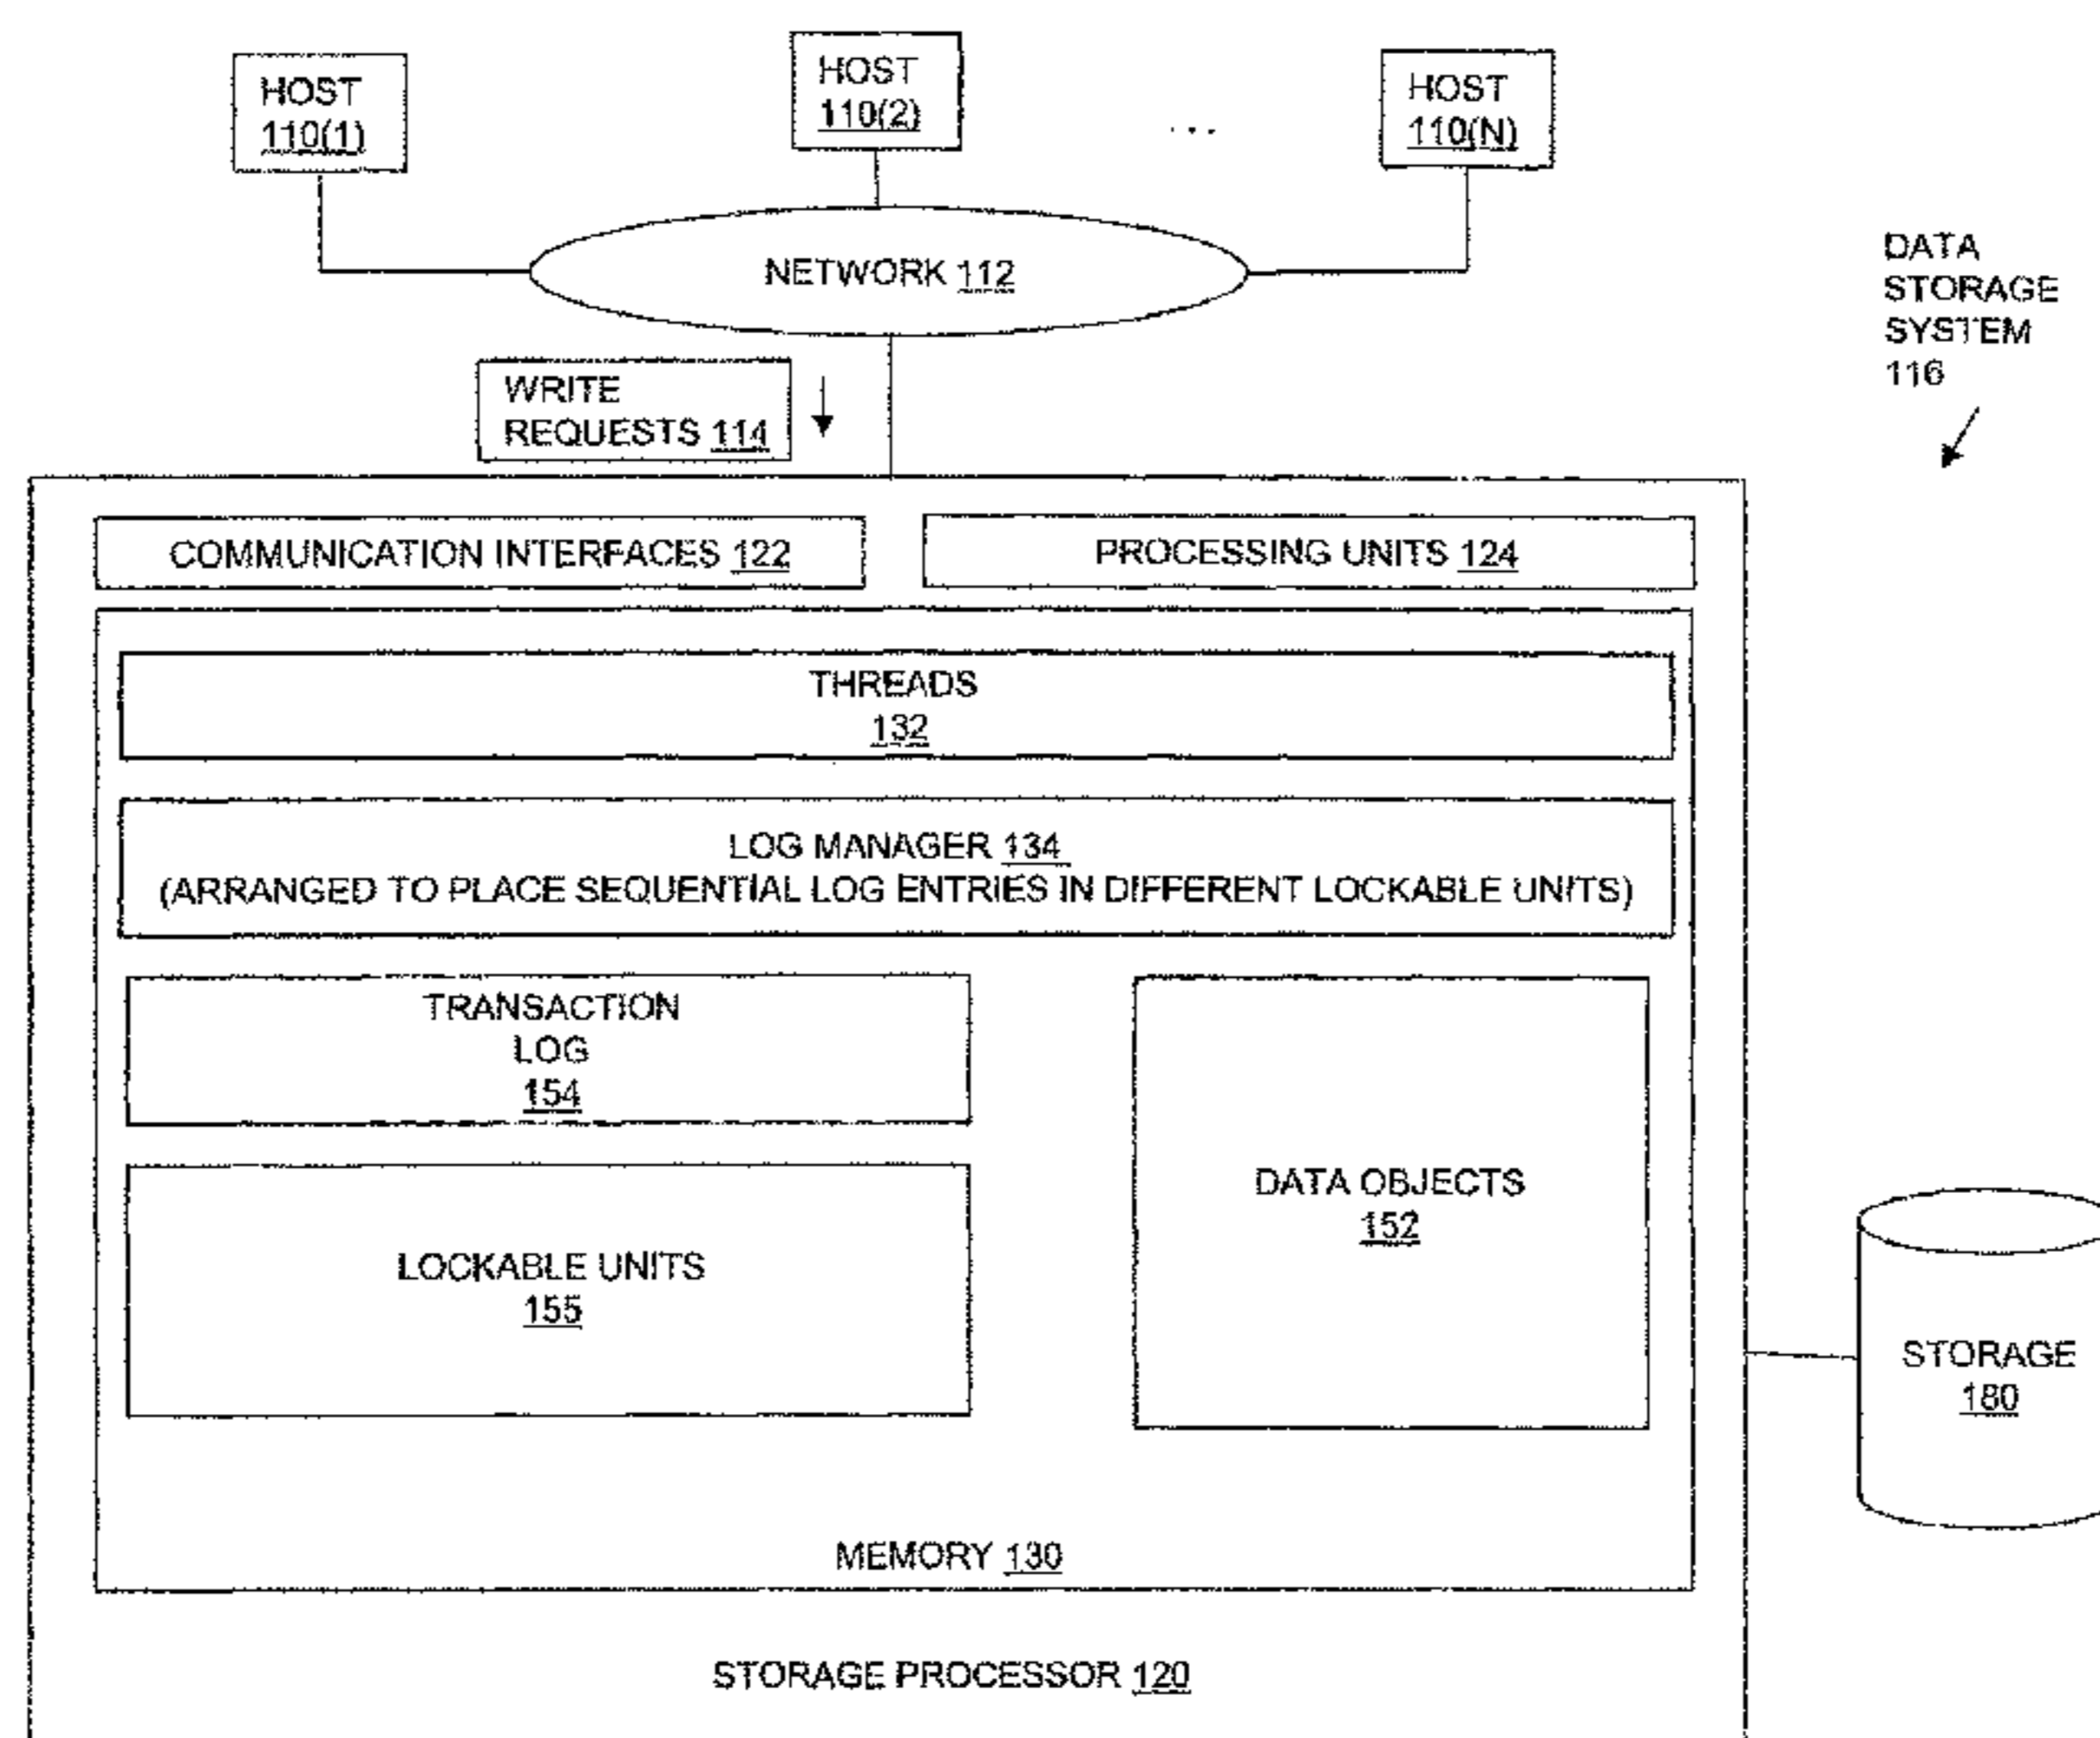 HOST
110(1)
HOST
110(2)
...
HOST
110(N)
NETWORK 112
DATA
STORAGE
SYSTEM
116
WRITE
REQUESTS 114
COMMUNICATION INTERFACES 122
PROCESSING UNITS 124
THREADS
132
LOG MANAGER 134
(ARRANGED TO PLACE SEQUENTIAL LOG ENTRIES IN DIFFERENT LOCKABLE UNITS)
TRANSACTION
LOG
154
LOCKABLE UNITS
155
DATA OBJECTS
152
STORAGE
180
MEMORY 130
STORAGE PROCESSOR 120